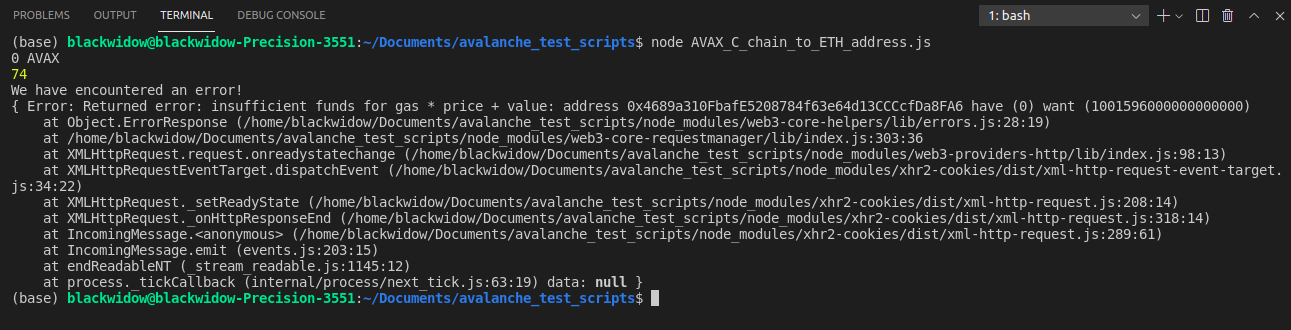 PROBLEMS OUTPUT TERMINAL DEBUG CONSOLE 1: bash
(base) blackwidow@blackwidow-Precision-3551:~/Documents/avalanche_test_scripts$ node AVAX_C_chain_to_ETH_address.js
0 AVAX
74
We have encountered an error!
{ Error: Returned error: insufficient funds for gas * price + value: address 0x4689a310FbafE5208784f63e64d13CCCCcfDa8FA6 have (0) want (1001596000000000000)
    at Object.ErrorResponse (/home/blackwidow/Documents/avalanche_test_scripts/node_modules/web3-core-helpers/lib/errors.js:28:19)
    at /home/blackwidow/Documents/avalanche_test_scripts/node_modules/web3-core-requestmanager/lib/index.js:303:36
    at XMLHttpRequest.request.onreadystatechange (/home/blackwidow/Documents/avalanche_test_scripts/node_modules/web3-providers-http/lib/index.js:98:13)
    at XMLHttpRequestEventTarget.dispatchEvent (/home/blackwidow/Documents/avalanche_test_scripts/node_modules/xhr2-cookies/dist/xml-http-request-event-target.
js:34:22)
    at XMLHttpRequest._setReadyState (/home/blackwidow/Documents/avalanche_test_scripts/node_modules/xhr2-cookies/dist/xml-http-request.js:208:14)
    at XMLHttpRequest._onHttpResponseEnd (/home/blackwidow/Documents/avalanche_test_scripts/node_modules/xhr2-cookies/dist/xml-http-request.js:318:14)
    at IncomingMessage.<anonymous> (/home/blackwidow/Documents/avalanche_test_scripts/node_modules/xhr2-cookies/dist/xml-http-request.js:289:61)
    at IncomingMessage.emit (events.js:203:15)
    at endReadableNT (_stream_readable.js:1145:12)
    at process._tickCallback (internal/process/next_tick.js:63:19) data: null }
(base) blackwidow@blackwidow-Precision-3551:~/Documents/avalanche_test_scripts$